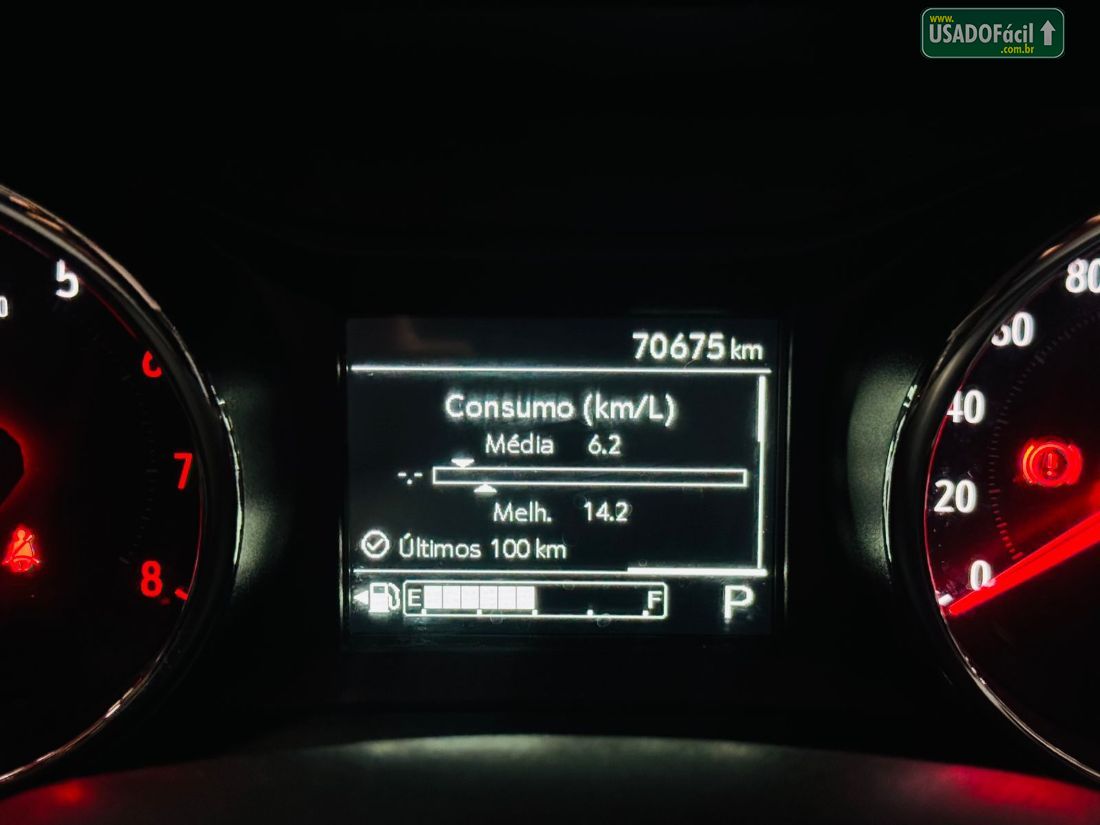 www.
USADOFácil
.com.br
70675 km
Consumo (km/L)
Média 6.2
-.-
Melh. 14.2
Últimos 100 km
E F P
5
6
7
8
80
60
40
20
0